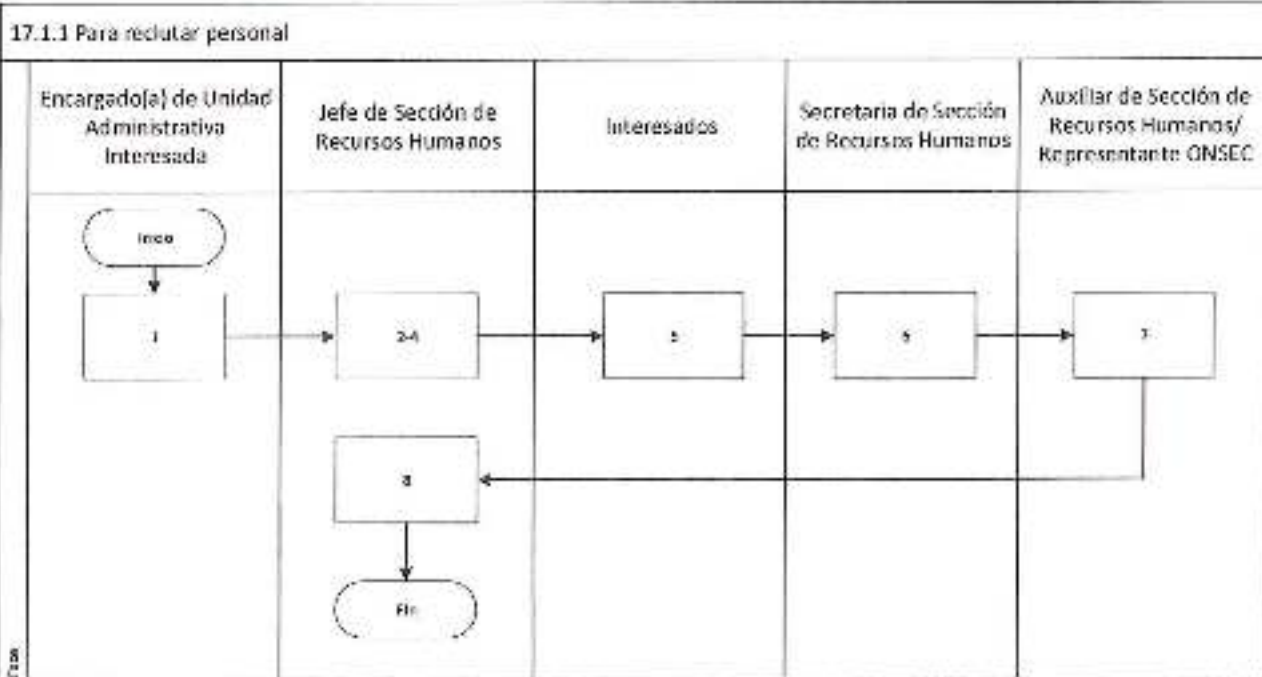 17.1.1 Para reclutar personal
Encargado(a) de Unidad
Administrativa
Interesada
Jefe de Sección de
Recursos Humanos
Interesados
Secretaria de Sección
de Recursos Humanos
Auxiliar de Sección de
Recursos Humanos/
Representante ONSEC
Inicio
1
2-4
5
6
7
8
Fin